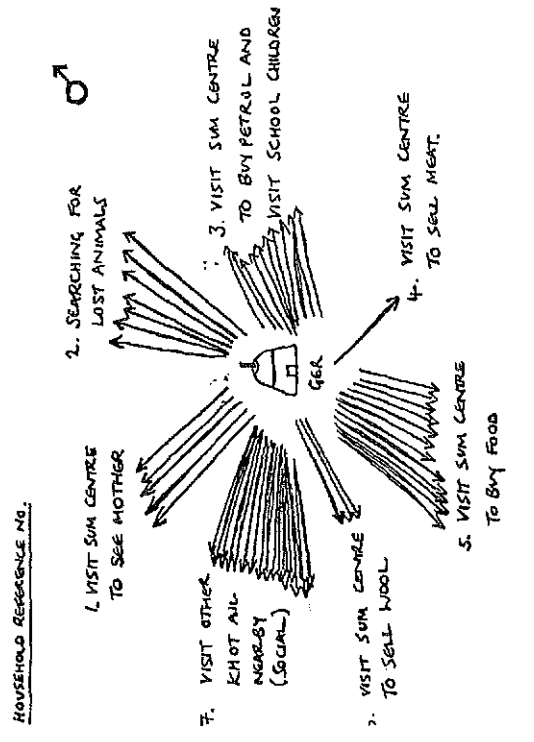 HOUSEHOLD REFERENCE NO.
1. VISIT SUM CENTRE
TO SEE MOTHER
2. SEARCHING FOR
LOST ANIMALS
3. VISIT SUM CENTRE
TO BUY PETROL AND
VISIT SCHOOL CHILDREN
4. VISIT SUM CENTRE
TO SELL MEAT.
5. VISIT SUM CENTRE
TO BUY FOOD
VISIT SUM CENTRE
TO SELL WOOL
7. VISIT OTHER
KHOT AIL
NEARBY
(SOCIAL)
GER